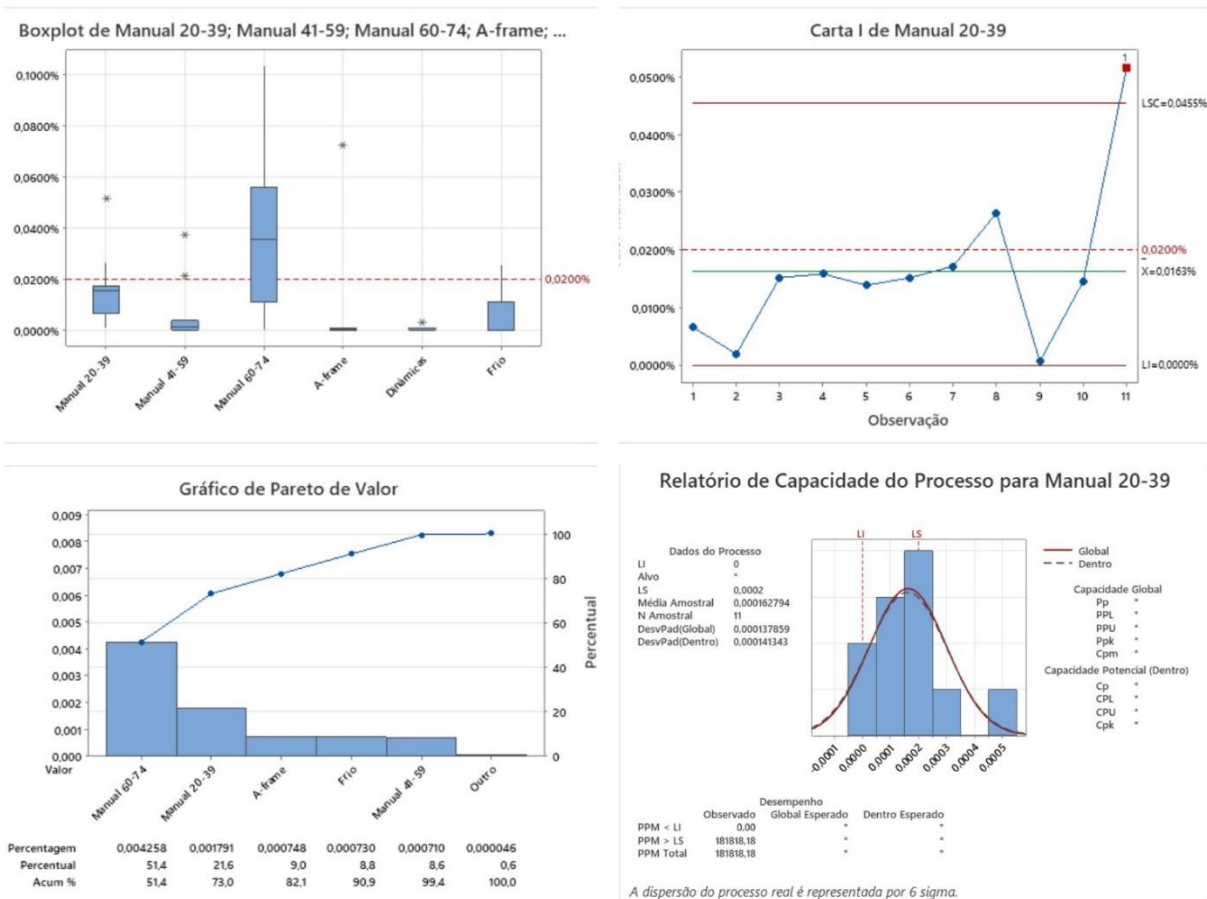 Boxplot de Manual 20-39; Manual 41-59; Manual 60-74; A-frame; ...
0,1000%
0,0800%
0,0600%
0,0400%
0,0200%
0,0000%
0,0200%
Manual 20-39
Manual 41-59
Manual 60-74
A-frame
Dinâmicas
Frio
Carta I de Manual 20-39
1
0,0500%
0,0400%
0,0300%
0,0200%
0,0100%
0,0000%
LSC=0,0455%
0,0200%
X=0,0163%
LI=0,0000%
1 2 3 4 5 6 7 8 9 10 11
Observação
Gráfico de Pareto de Valor
0,009
0,008
0,007
0,006
0,005
0,004
0,003
0,002
0,001
0,000
100
80
60
40
20
0
Percentual
Valor
Manual 60-74
Manual 20-39
A-frame
Frio
Manual 41-59
Outro
Percentagem 0,004258 0,001791 0,000748 0,000730 0,000710 0,000046
Percentual 51,4 21,6 9,0 8,8 8,6 0,6
Acum % 51,4 73,0 82,1 90,9 99,4 100,0
Relatório de Capacidade do Processo para Manual 20-39
Dados do Processo
LI 0
Alvo *
LS 0,0002
Média Amostral 0,000162794
N Amostral 11
DesvPad(Global) 0,000137859
DesvPad(Dentro) 0,000141343
LI LS
-0,0001 0,0000 0,0001 0,0002 0,0003 0,0004 0,0005
Global
Dentro
Capacidade Global
Pp *
PPL *
PPU *
Ppk *
Cpm *
Capacidade Potencial (Dentro)
Cp *
CPL *
CPU *
Cpk *
Desempenho
Observado Global Esperado Dentro Esperado
PPM < LI 0,00 * *
PPM > LS 181818,18 * *
PPM Total 181818,18 * *
A dispersão do processo real é representada por 6 sigma.